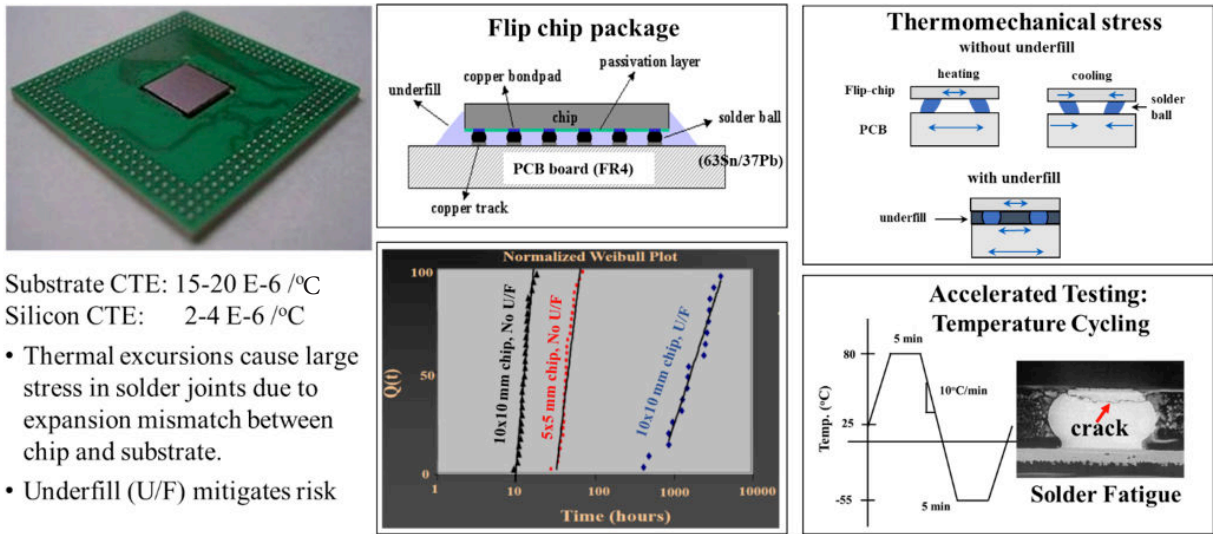 Substrate CTE: 15-20 E-6 /°C
Silicon CTE: 2-4 E-6 /°C
• Thermal excursions cause large
stress in solder joints due to
expansion mismatch between
chip and substrate.
• Underfill (U/F) mitigates risk
Flip chip package
copper bondpad
passivation layer
underfill
chip
solder ball
(63Sn/37Pb)
PCB board (FR4)
copper track
Normalized Weibull Plot
Q(t)
100
50
0
10x10 mm chip, No U/F
5x5 mm chip, No U/F
10x10 mm chip, U/F
1
10
100
1000
10000
Time (hours)
Thermomechanical stress
without underfill
heating
cooling
Flip-chip
solder
ball
PCB
with underfill
underfill
Accelerated Testing:
Temperature Cycling
5 min
80
10°C/min
Temp. (°C)
25
-55
5 min
crack
Solder Fatigue